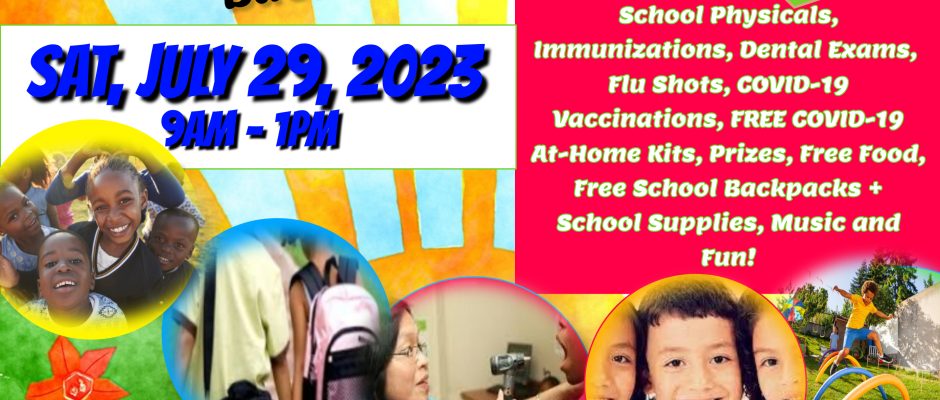 SAT, JULY 29, 2023
9AM - 1PM
School Physicals,
Immunizations, Dental Exams,
Flu Shots, COVID-19
Vaccinations, FREE COVID-19
At-Home Kits, Prizes, Free Food,
Free School Backpacks +
School Supplies, Music and
Fun!